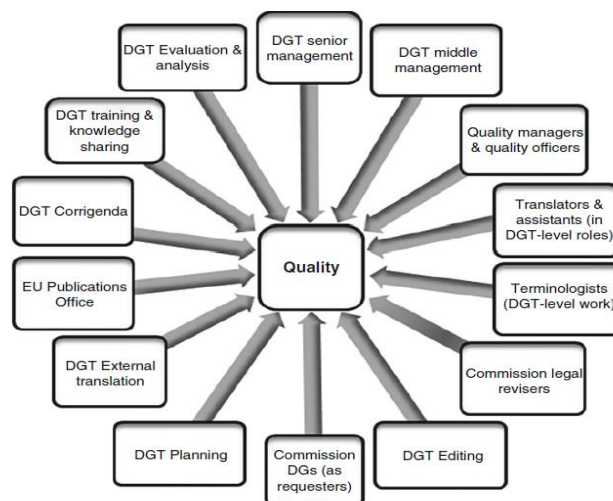 DGT Evaluation &
analysis
DGT senior
management
DGT middle
management
DGT training &
knowledge
sharing
Quality managers
& quality officers
DGT Corrigenda
Translators &
assistants (in
DGT-level roles)
Quality
EU Publications
Office
Terminologists
(DGT-level work)
DGT External
translation
Commission legal
revisers
DGT Planning
Commission
DGs (as
requesters)
DGT Editing